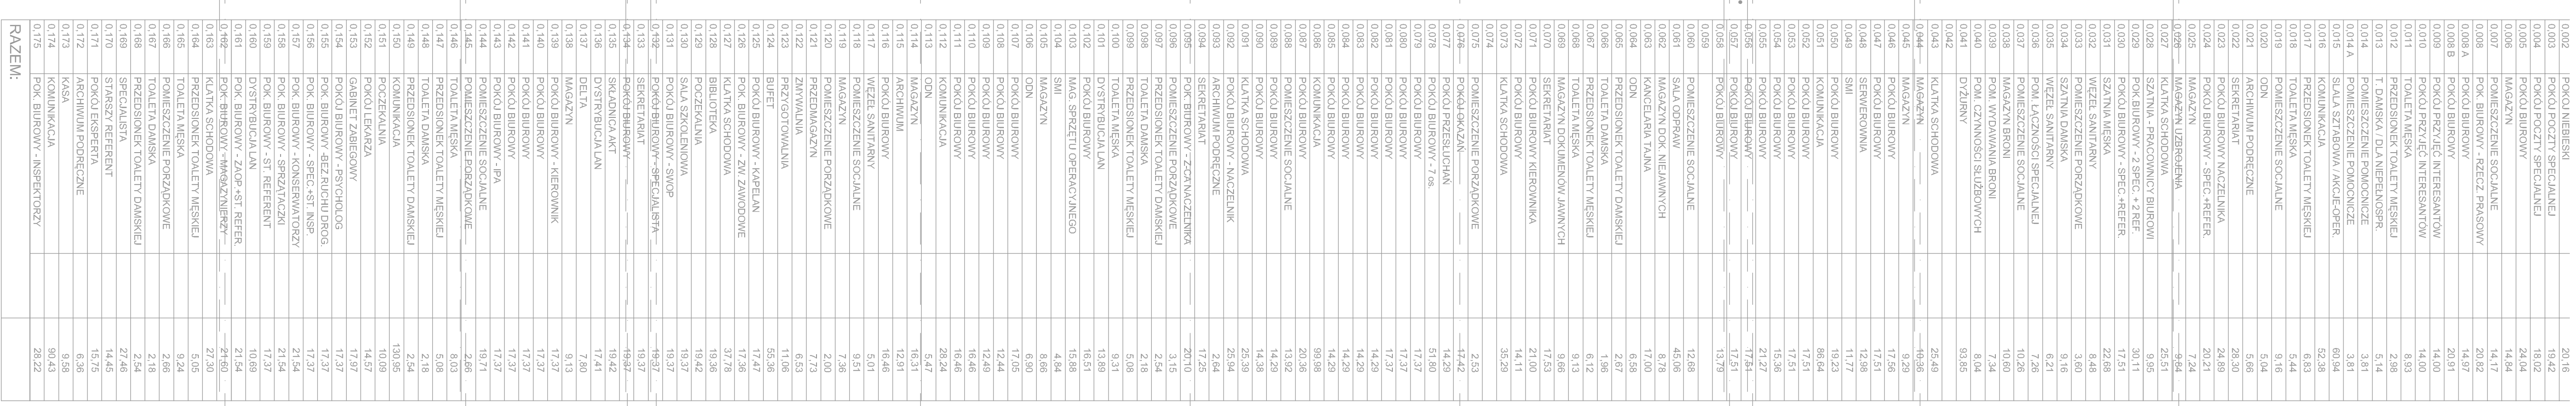 0.002 POKÓJ NIEBIESKI 20,16
0.003 POKÓJ POCZTY SPECJALNEJ 19,42
0.004 POKÓJ POCZTY SPECJALNEJ 18,02
0.005 POKÓJ BIUROWY 24,04
0.006 MAGAZYN 14,84
0.007 POMIESZCZENIE SOCJALNE 14,17
0.008 POK. BIUROWY - RZECZ. PRASOWY 20,82
0.008 A POKÓJ BIUROWY 14,97
0.008 B POKÓJ BIUROWY 20,91
0.009 POKÓJ PRZYJĘĆ INTERESANTÓW 14,00
0.010 POKÓJ PRZYJĘĆ INTERESANTÓW 14,00
0.011 TOALETA MĘSKA 8,93
0.012 PRZEDSIONEK TOALETY MĘSKIEJ 2,98
0.013 T. DAMSKA / DLA NIEPEŁNOSPR. 5,14
0.014 POMIESZCZENIE POMOCNICZE 3,81
0.014 A POMIESZCZENIE POMOCNICZE 3,81
0.015 SLALA SZTABOWA / AKCJE-OPER. 60,94
0.016 KOMUNIKACJA 52,38
0.017 PRZEDSIONEK TOALETY MĘSKIEJ 6,83
0.018 TOALETA MĘSKA 5,44
0.019 POMIESZCZENIE SOCJALNE 9,16
0.020 ODN 5,04
0.021 ARCHIWUM PODRĘCZNE 5,66
0.022 SEKRETARIAT 28,30
0.023 POKÓJ BIUROWY NACZELNIKA 24,89
0.024 POKÓJ BIUROWY - SPEC.+REFER. 20,21
0.025 MAGAZYN 7,24
0.026 MAGAZYN UZBROJENIA 9,64
0.027 KLATKA SCHODOWA 25,51
0.028 SZATNA - PRACOWNICY BIUROWI 9,95
0.029 POK. BIUROWY - 2 SPEC. + 2 REF. 30,11
0.030 POKÓJ BIUROWY - SPEC.+REFER. 17,51
0.031 SZATNIA MĘSKA 22,68
0.032 WĘZEŁ SANITARNY 8,48
0.033 POMIESZCZENIE PORZĄDKOWE 3,60
0.034 SZATNA DAMSKA 9,16
0.035 WĘZEŁ SANITARNY 6,21
0.036 POM. ŁĄCZNOŚCI SPECJALNEJ 7,26
0.037 POMIESZCZENIE SOCJALNE 10,26
0.038 MAGAZYN BRONI 10,60
0.039 POM. WYDAWANIA BRONI 7,34
0.040 POM. CZYNNOŚCI SŁUŻBOWYCH 8,04
0.041 DYŻURNY 93,85
0.042
0.043 KLATKA SCHODOWA 25,49
0.044 MAGAZYN 10,36
0.045 MAGAZYN 9,29
0.046 POKÓJ BIUROWY 17,56
0.047 POKÓJ BIUROWY 17,51
0.048 SERWEROWNIA 12,98
0.049 SMI 11,77
0.050 POKÓJ BIUROWY 19,23
0.051 KOMUNIKACJA 86,64
0.052 POKÓJ BIUROWY 17,51
0.053 POKÓJ BIUROWY 17,51
0.054 POKÓJ BIUROWY 15,36
0.055 POKÓJ BIUROWY 21,27
0.056 POKÓJ BIUROWY 17,54
0.057 POKÓJ BIUROWY 17,51
0.058 POKÓJ BIUROWY 13,79
0.059
0.060 POMIESZCZENIE SOCJALNE 12,68
0.061 SALA ODPRAW 45,06
0.062 MAGAZYN DOK. NIEJAWNYCH 8,78
0.063 KANCELARIA TAJNA 17,00
0.064 ODN 6,58
0.065 PRZEDSIONEK TOALETY DAMSKIEJ 2,67
0.066 TOALETA DAMSKA 1,96
0.067 PRZEDSIONEK TOALETY MĘSKIEJ 6,12
0.068 TOALETA MĘSKA 9,13
0.069 MAGAZYN DOKUMENÓW JAWNYCH 9,66
0.070 SEKRETARIAT 17,53
0.071 POKÓJ BIUROWY KIEROWNIKA 21,00
0.072 POKÓJ BIUROWY 14,11
0.073 KLATKA SCHODOWA 35,29
0.074
0.075 POMIESZCZENIE PORZĄDKOWE 2,53
0.076 POKÓJ OKAZAŃ 17,42
0.077 POKÓJ PRZESŁUCHAŃ 14,29
0.078 POKÓJ BIUROWY - 7 os. 51,80
0.079 POKÓJ BIUROWY 17,37
0.080 POKÓJ BIUROWY 17,37
0.081 POKÓJ BIUROWY 17,37
0.082 POKÓJ BIUROWY 14,29
0.083 POKÓJ BIUROWY 14,29
0.084 POKÓJ BIUROWY 14,29
0.085 POKÓJ BIUROWY 14,29
0.086 KOMUNIKACJA 99,98
0.087 POKÓJ BIUROWY 20,36
0.088 POMIESZCZENIE SOCJALNE 13,92
0.089 POKÓJ BIUROWY 14,29
0.090 POKÓJ BIUROWY 14,38
0.091 KLATKA SCHODOWA 25,39
0.092 POKÓJ BIUROWY - NACZELNIK 25,94
0.093 ARCHIWUM PODRĘCZNE 2,64
0.094 SEKRETARIAT 17,25
0.095 POK. BIUROWY - Z-CA NACZELNIKA 20,10
0.096 POMIESZCZENIE PORZĄDKOWE 3,15
0.097 PRZEDSIONEK TOALETY DAMSKIEJ 2,54
0.098 TOALETA DAMSKA 2,18
0.099 PRZEDSIONEK TOALETY MĘSKIEJ 5,08
0.100 TOALETA MĘSKA 9,31
0.101 DYSTRYBUCJA LAN 13,89
0.102 POKÓJ BIUROWY 16,51
0.103 MAG. SPRZĘTU OPERACYJNEGO 15,88
0.104 SMI 4,84
0.105 MAGAZYN 8,66
0.106 ODN 6,90
0.107 POKÓJ BIUROWY 17,05
0.108 POKÓJ BIUROWY 12,44
0.109 POKÓJ BIUROWY 12,49
0.110 POKÓJ BIUROWY 16,46
0.111 POKÓJ BIUROWY 16,46
0.112 KOMUNIKACJA 28,24
0.113 ODN 5,47
0.114 MAGAZYN 16,31
0.115 ARCHIWUM 12,91
0.116 POKÓJ BIUROWY 16,46
0.117 WĘZEŁ SANITARNY 5,01
0.118 POMIESZCZENIE SOCJALNE 9,51
0.119 MAGAZYN 7,38
0.120 POMIESZCZENIE PORZĄDKOWE 2,00
0.121 PRZEDMAGAZYN 7,73
0.122 ZMYWALNIA 6,53
0.123 PRZYGOTOWALNIA 11,06
0.124 BUFET 55,36
0.125 POKÓJ BIUROWY - KAPELAN 17,47
0.126 POK. BIUROWY - ZW. ZAWODOWE 17,96
0.127 KLATKA SCHODOWA 37,78
0.128 BIBLIOTEKA 19,36
0.129 POCZEKALNIA 19,42
0.130 SALA SZKOLENIOWA 19,37
0.131 POKÓJ BIUROWY - SWOP 19,37
0.132 POKÓJ BIUROWY - SPECJALISTA 19,37
0.133 SEKRETARIAT 19,37
0.134 POKÓJ BIUROWY 19,37
0.135 SKŁADNICA AKT 19,42
0.136 DYSTRYBUCJA LAN 17,41
0.137 DELTA 7,80
0.138 MAGAZYN 9,13
0.139 POKÓJ BIUROWY - KIEROWNIK 17,37
0.140 POKÓJ BIUROWY 17,37
0.141 POKÓJ BIUROWY 17,37
0.142 POKÓJ BIUROWY 17,37
0.143 POKÓJ BIUROWY - IPA 17,37
0.144 POMIESZCZENIE SOCJALNE 19,71
0.145 POMIESZCZENIE PORZĄDKOWE 2,66
0.146 TOALETA MĘSKA 8,03
0.147 PRZEDSIONEK TOALETY MĘSKIEJ 5,08
0.148 TOALETA DAMSKA 2,18
0.149 PRZEDSIONEK TOALETY DAMSKIEJ 2,54
0.150 KOMUNIKACJA 130,95
0.151 POCZEKALNIA 10,09
0.152 POKÓJ LEKARZA 14,57
0.153 GABINET ZABIEGOWY 17,97
0.154 POKÓJ BIUROWY - PSYCHOLOG 17,37
0.155 POK. BIUROWY -BEZ.RUCHU DROG. 17,37
0.156 POK. BIUROWY - SPEC.+ST. INSP. 17,37
0.157 POK. BIUROWY - KONSERWATORZY 21,54
0.158 POK. BIUROWY - SPRZĄTACZKI 21,54
0.159 POK. BIUROWY - ST. REFERENT 17,37
0.160 DYSTRYBUCJA LAN 10,69
0.161 POK. BIUROWY - ZAOP.+ST. REFER. 21,54
0.162 POK. BIUROWY - MAGAZYNIERZY 21,60
0.163 KLATKA SCHODOWA 27,30
0.164 PRZEDSIONEK TOALETY MĘSKIEJ 5,05
0.165 TOALETA MĘSKA 9,24
0.166 POMIESZCZENIE PORZĄDKOWE 2,66
0.167 TOALETA DAMSKA 2,18
0.168 PRZEDSIONEK TOALETY DAMSKIEJ 2,54
0.169 SPECJALISTA 27,46
0.170 STARSZY REFERENT 14,45
0.171 POKÓJ EKSPERTA 15,75
0.172 ARCHIWUM PODRĘCZNE 6,36
0.173 KASA 9,58
0.174 KOMUNIKACJA 90,43
0.175 POK. BIUROWY - INSPEKTORZY 28,22
RAZEM: